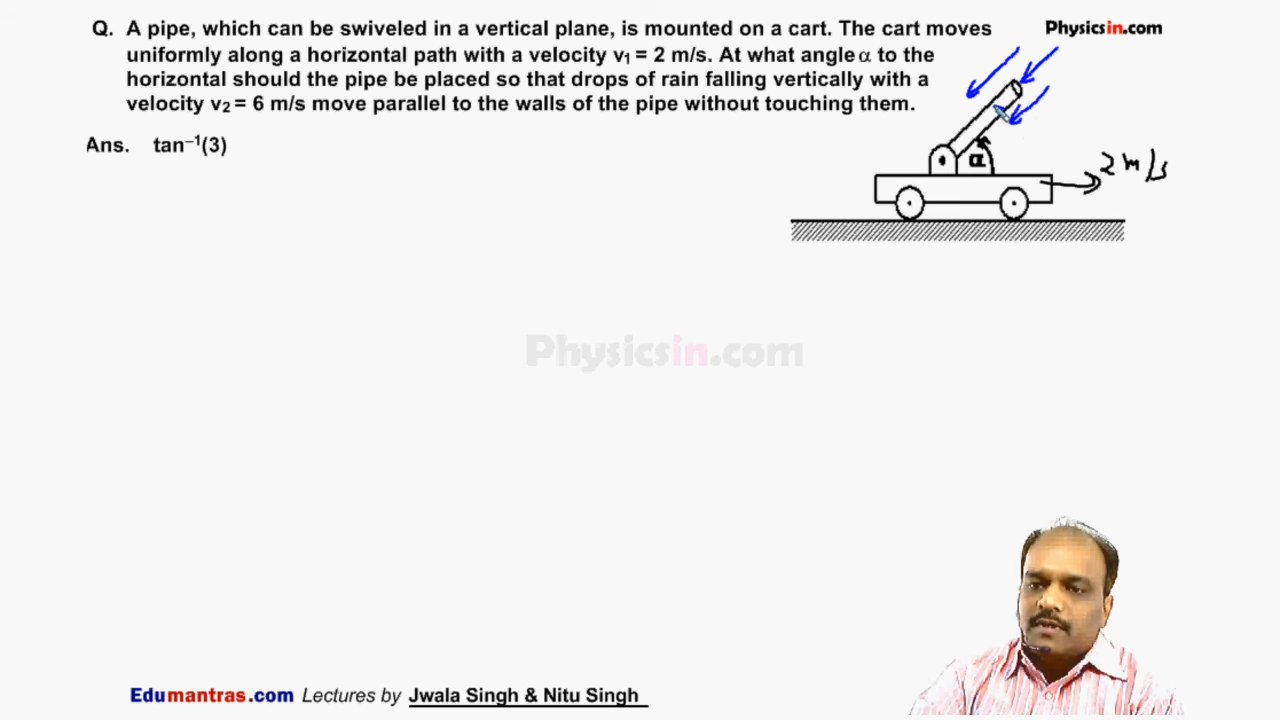 Q. A pipe, which can be swiveled in a vertical plane, is mounted on a cart. The cart moves
uniformly along a horizontal path with a velocity v₁ = 2 m/s. At what angle α to the
horizontal should the pipe be placed so that drops of rain falling vertically with a
velocity v₂ = 6 m/s move parallel to the walls of the pipe without touching them.
Physicsin.com
Ans. tan⁻¹(3)
α
2 m/s
Physicsin.com
Edumantras.com Lectures by Jwala Singh & Nitu Singh